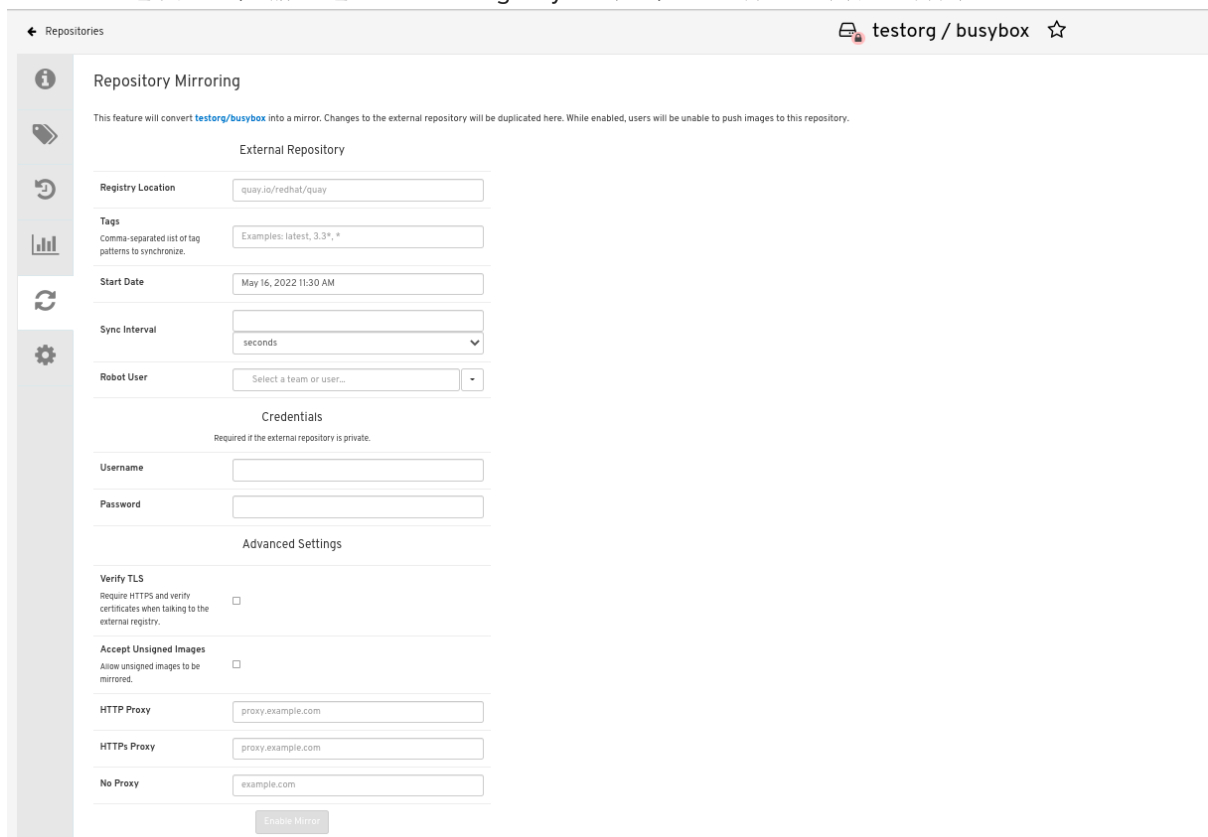 Repositories
testorg / busybox
Repository Mirroring
This feature will convert testorg/busybox into a mirror. Changes to the external repository will be duplicated here. While enabled, users will be unable to push images to this repository.
External Repository
Registry Location
quay.io/redhat/quay
Tags
Comma-separated list of tag
patterns to synchronize.
Examples: latest, 3.3*, *
Start Date
May 16, 2022 11:30 AM
Sync Interval
seconds
Robot User
Select a team or user...
Credentials
Required if the external repository is private.
Username
Password
Advanced Settings
Verify TLS
Require HTTPS and verify
certificates when talking to the
external registry.
Accept Unsigned Images
Allow unsigned images to be
mirrored.
HTTP Proxy
proxy.example.com
HTTPs Proxy
proxy.example.com
No Proxy
example.com
Enable Mirror